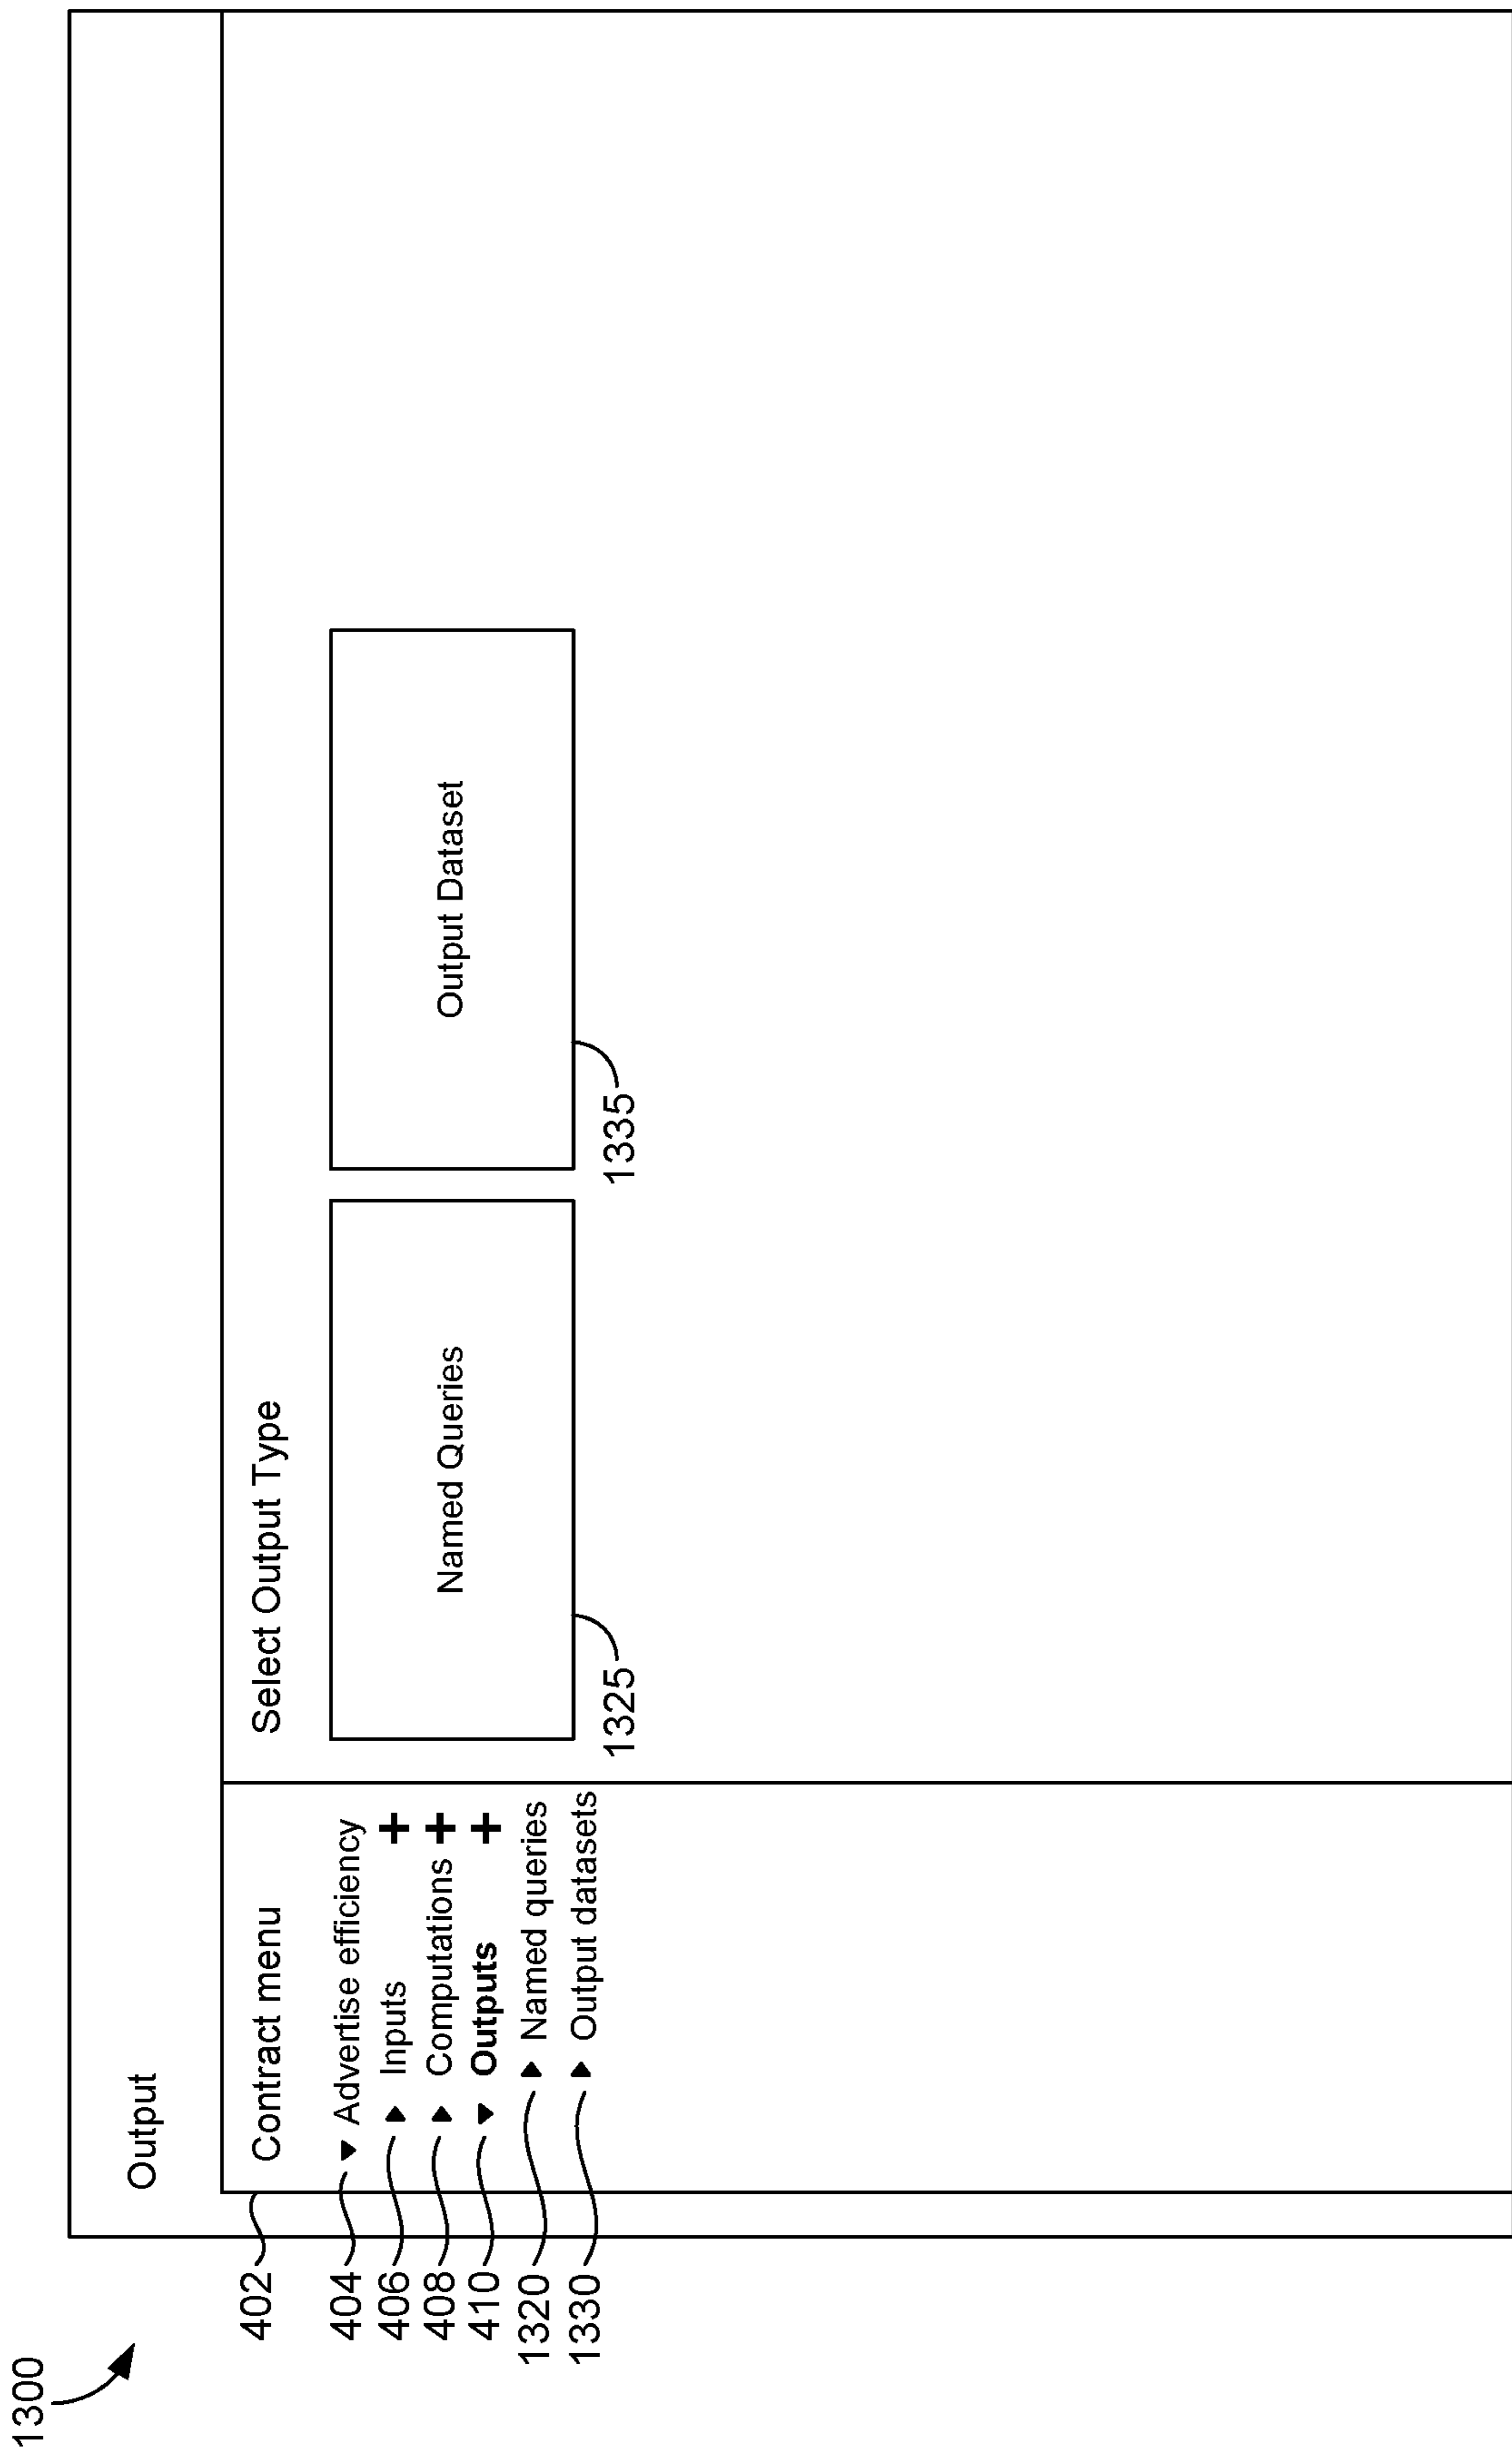 1300
Output
402
Contract menu
Select Output Type
404
Advertise efficiency
406
Inputs +
408
Computations +
410
Outputs +
1320
Named queries
1330
Output datasets
Named Queries
1325
Output Dataset
1335